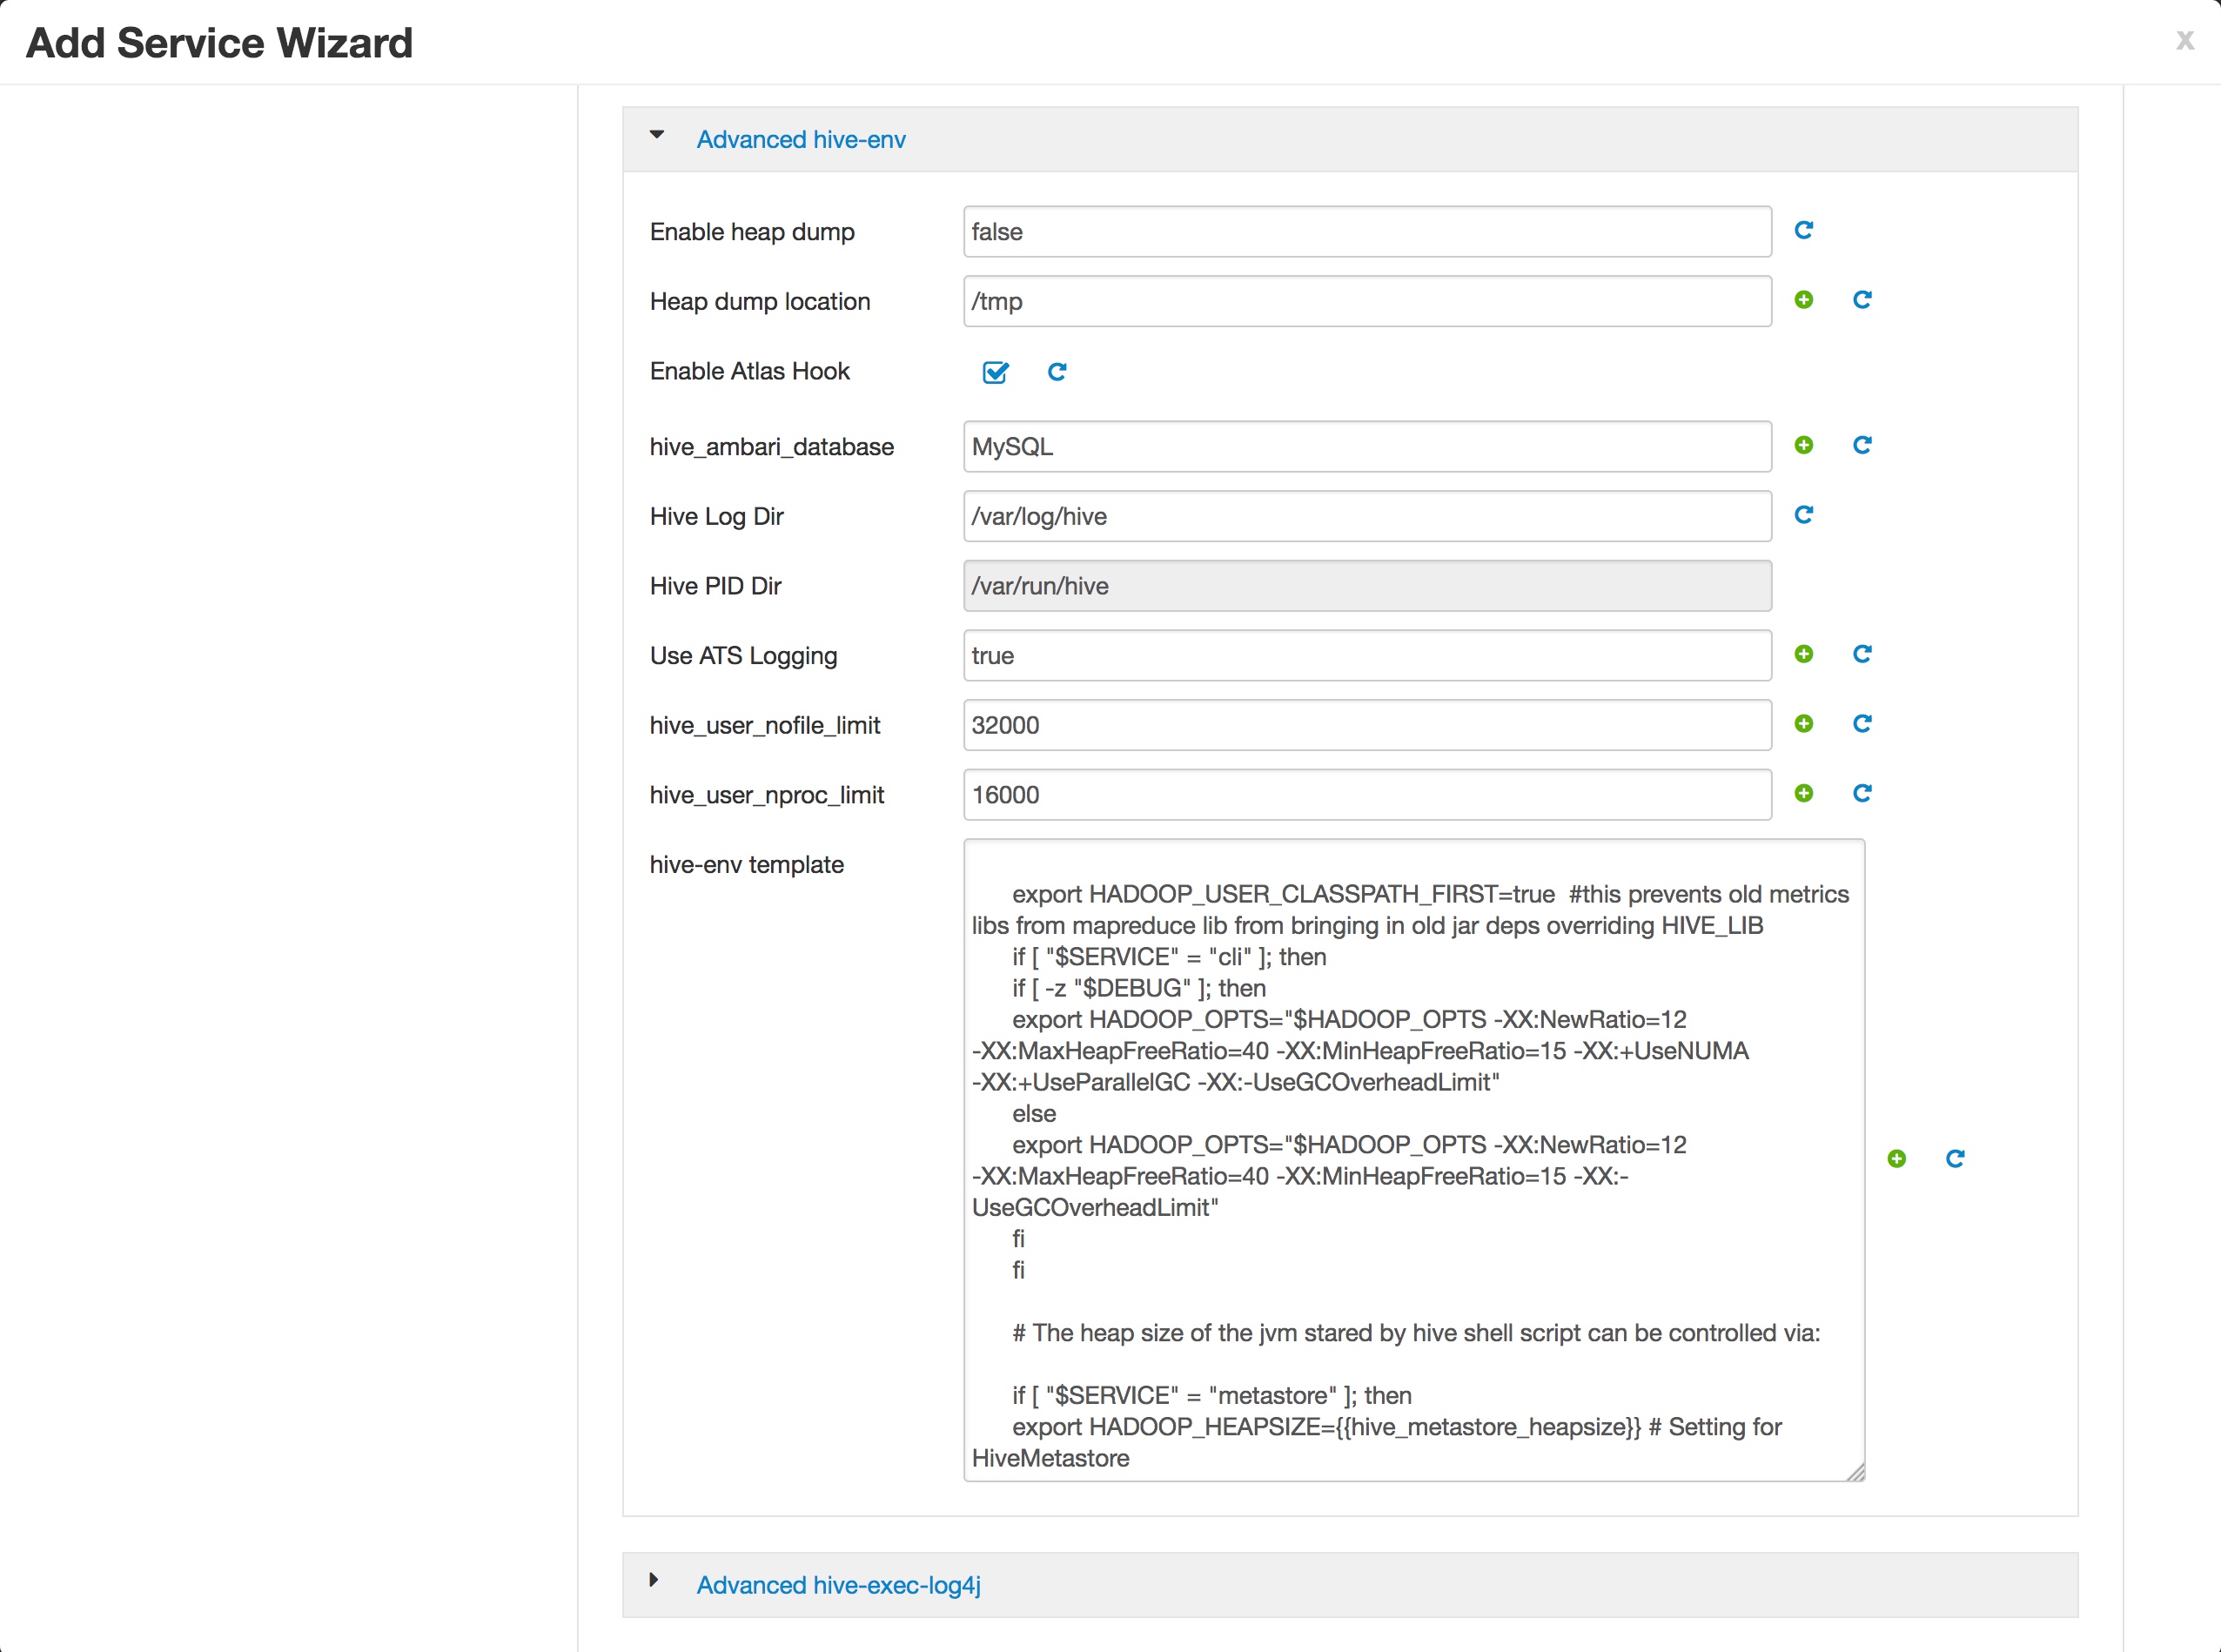 Add Service Wizard
x
Advanced hive-env
Enable heap dump
false
Heap dump location
/tmp
Enable Atlas Hook
hive_ambari_database
MySQL
Hive Log Dir
/var/log/hive
Hive PID Dir
/var/run/hive
Use ATS Logging
true
hive_user_nofile_limit
32000
hive_user_nproc_limit
16000
hive-env template
export HADOOP_USER_CLASSPATH_FIRST=true  #this prevents old metrics
libs from mapreduce lib from bringing in old jar deps overriding HIVE_LIB
if [ "$SERVICE" = "cli" ]; then
if [ -z "$DEBUG" ]; then
export HADOOP_OPTS="$HADOOP_OPTS -XX:NewRatio=12
-XX:MaxHeapFreeRatio=40 -XX:MinHeapFreeRatio=15 -XX:+UseNUMA
-XX:+UseParallelGC -XX:-UseGCOverheadLimit"
else
export HADOOP_OPTS="$HADOOP_OPTS -XX:NewRatio=12
-XX:MaxHeapFreeRatio=40 -XX:MinHeapFreeRatio=15 -XX:-
UseGCOverheadLimit"
fi
fi
# The heap size of the jvm stared by hive shell script can be controlled via:
if [ "$SERVICE" = "metastore" ]; then
export HADOOP_HEAPSIZE={{hive_metastore_heapsize}} # Setting for
HiveMetastore
Advanced hive-exec-log4j